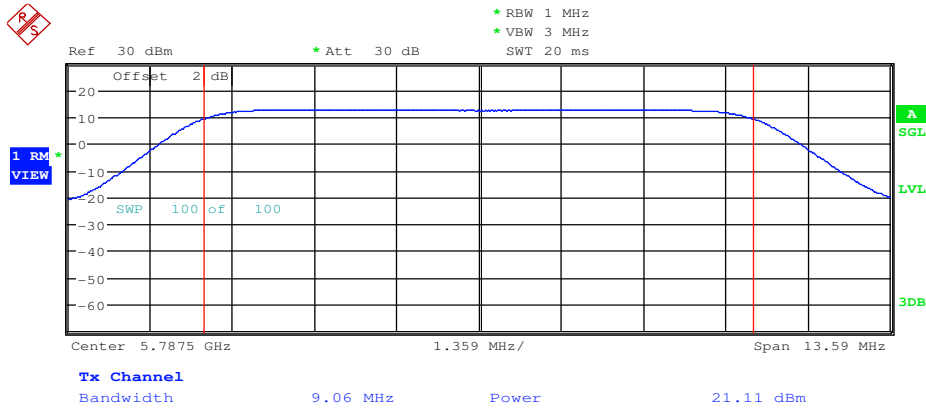 R S
* RBW 1 MHz
* VBW 3 MHz
Ref 30 dBm * Att 30 dB SWT 20 ms
Offset 2 dB
20
10
0
-10
-20
-30
-40
-50
-60
A
SGL
1 RM *
VIEW
LVL
SWP 100 of 100
3DB
Center 5.7875 GHz 1.359 MHz/ Span 13.59 MHz
Tx Channel
Bandwidth 9.06 MHz Power 21.11 dBm